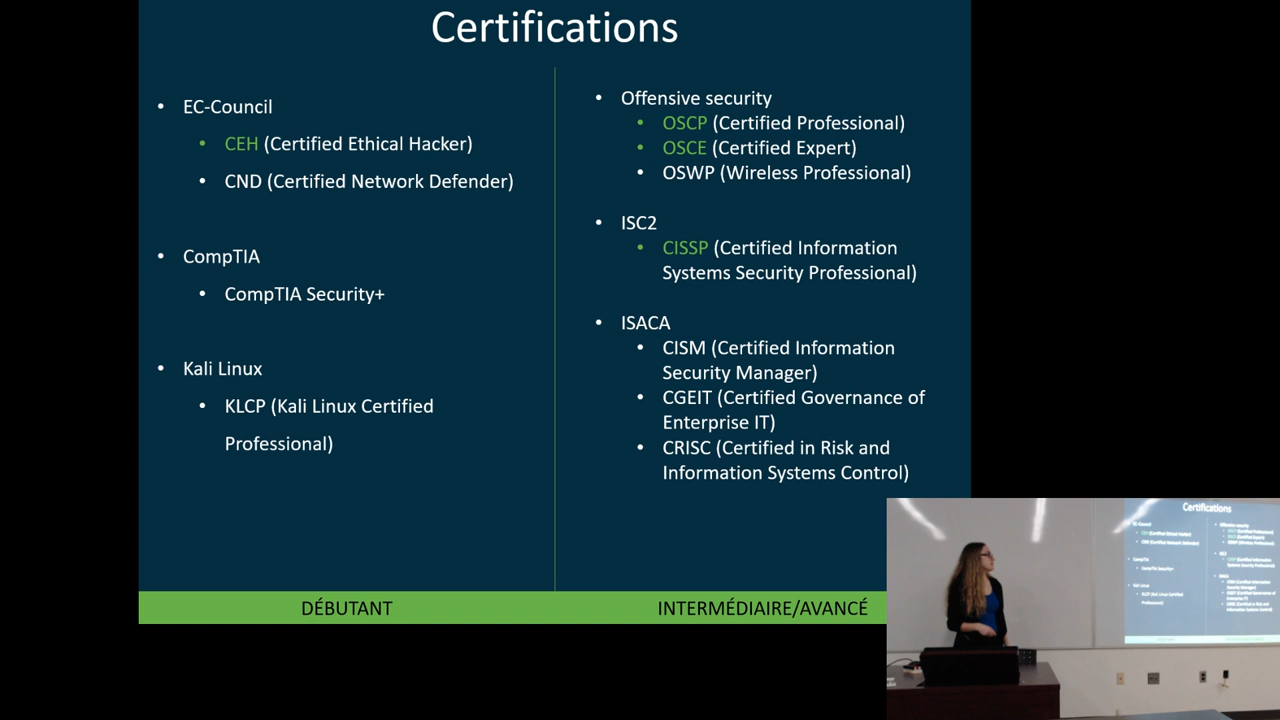 Certifications
EC-Council
CEH (Certified Ethical Hacker)
CND (Certified Network Defender)
CompTIA
CompTIA Security+
Kali Linux
KLCP (Kali Linux Certified
Professional)
Offensive security
OSCP (Certified Professional)
OSCE (Certified Expert)
OSWP (Wireless Professional)
ISC2
CISSP (Certified Information
Systems Security Professional)
ISACA
CISM (Certified Information
Security Manager)
CGEIT (Certified Governance of
Enterprise IT)
CRISC (Certified in Risk and
Information Systems Control)
DÉBUTANT
INTERMÉDIAIRE/AVANCÉ
Certifications